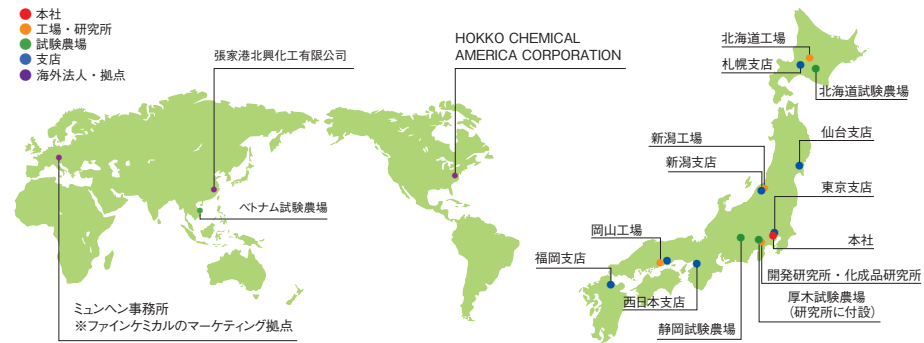 本社
工場・研究所
試験農場
支店
海外法人・拠点
張家港北興化工有限公司
HOKKO CHEMICAL
AMERICA CORPORATION
ベトナム試験農場
ミュンヘン事務所
※ファインケミカルのマーケティング拠点
北海道工場
札幌支店
北海道試験農場
仙台支店
新潟工場
新潟支店
東京支店
本社
岡山工場
福岡支店
開発研究所・化成品研究所
西日本支店
厚木試験農場
(研究所に付設)
静岡試験農場